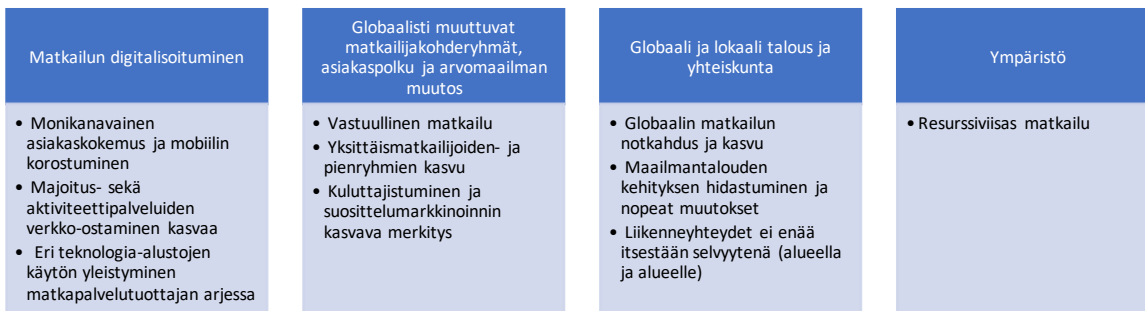 Matkailun digitalisoituminen
• Monikanavainen
asiakaskokemus ja mobiilin
korostuminen
• Majoitus- sekä
aktiviteettipalveluiden
verkko-ostaminen kasvaa
• Eri teknologia-alustojen
käytön yleistyminen
matkapalvelutuottajan arjessa
Globaalisti muuttuvat
matkailijakohderyhmät,
asiakaspolku ja arvomaailman
muutos
• Vastuullinen matkailu
• Yksittäismatkailijoiden- ja
pienryhmien kasvu
• Kuluttajistuminen ja
suosittelumarkkinoinnin
kasvava merkitys
Globaali ja lokaali talous ja
yhteiskunta
• Globaalin matkailun
notkahdus ja kasvu
• Maailmantalouden
kehityksen hidastuminen ja
nopeat muutokset
• Liikenneyhteydet ei enää
itsestään selvyytenä (alueella
ja alueelle)
Ympäristö
• Resurssiviisas matkailu